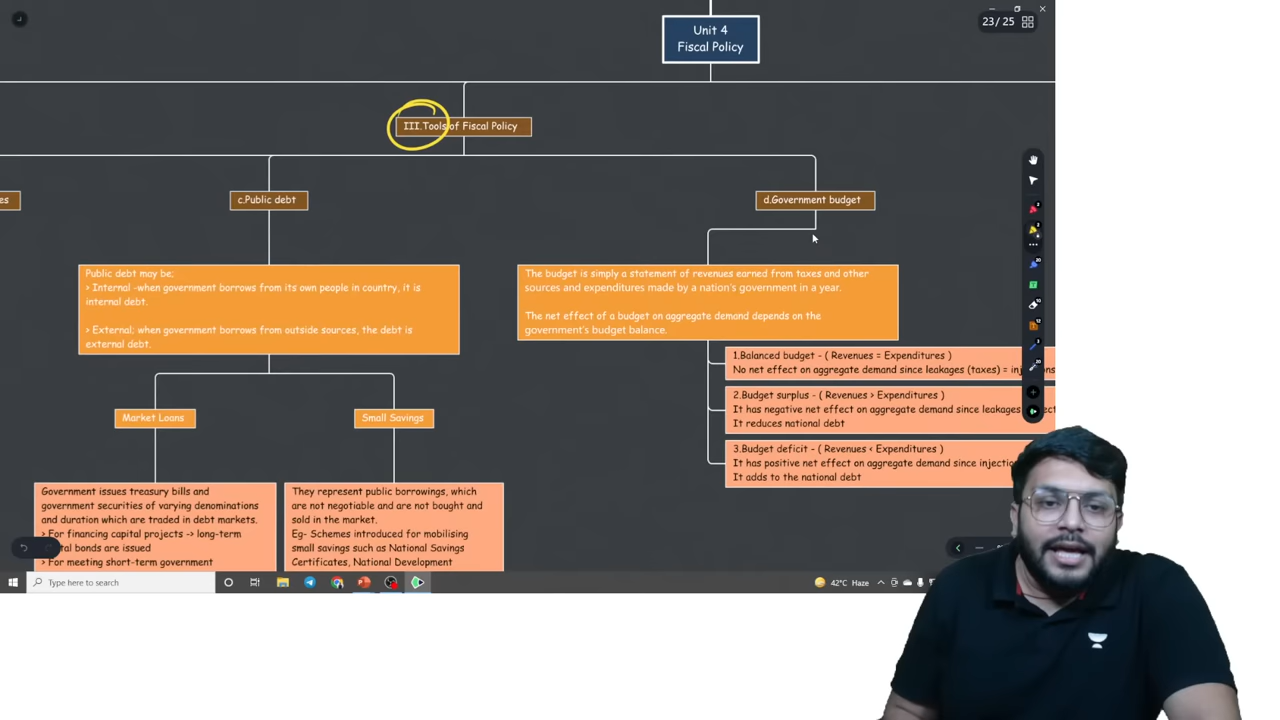 23/25
Unit 4
Fiscal Policy
III.Tools of Fiscal Policy
es
c.Public debt
d.Government budget
Public debt may be;
> Internal -when government borrows from its own people in country, it is
internal debt.
> External; when government borrows from outside sources, the debt is
external debt.
The budget is simply a statement of revenues earned from taxes and other
sources and expenditures made by a nation's government in a year.
The net effect of a budget on aggregate demand depends on the
government's budget balance.
1.Balanced budget - ( Revenues = Expenditures )
No net effect on aggregate demand since leakages (taxes) =
2.Budget surplus - ( Revenues > Expenditures )
It has negative net effect on aggregate demand since leakages
It reduces national debt
3.Budget deficit - ( Revenues < Expenditures )
It has positive net effect on aggregate demand since
It adds to the national debt
Market Loans
Small Savings
Government issues treasury bills and
government securities of varying denominations
and duration which are traded in debt markets.
> For financing capital projects -> long-term
bonds are issued
> For meeting short-term government
They represent public borrowings, which
are not negotiable and are not bought and
sold in the market.
Eg- Schemes introduced for mobilising
small savings such as National Savings
Certificates, National Development
Type here to search
42°C Haze